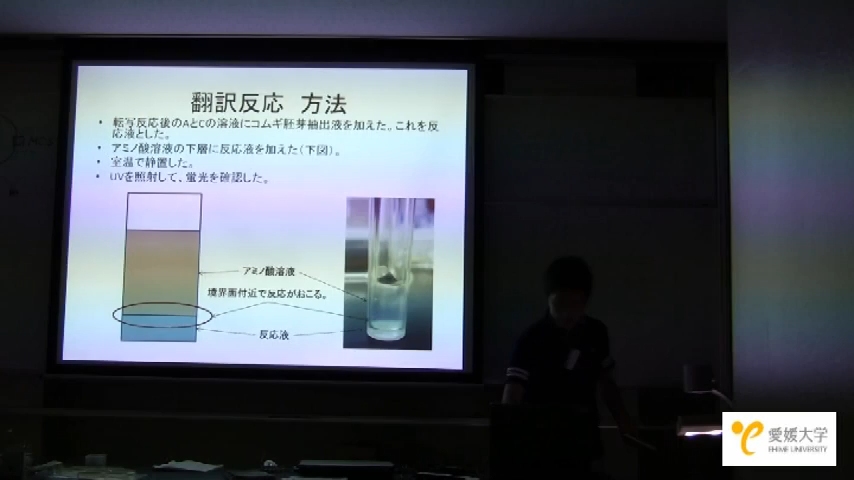 翻訳反応　方法
• 転写反応後のAとCの溶液にコムギ胚芽抽出液を加えた。これを反
応液とした。
• アミノ酸溶液の下層に反応液を加えた(下図)。
• 室温で静置した。
• UVを照射して、蛍光を確認した。
アミノ酸溶液
境界面付近で反応がおこる。
反応液
愛媛大学
EHIME UNIVERSITY